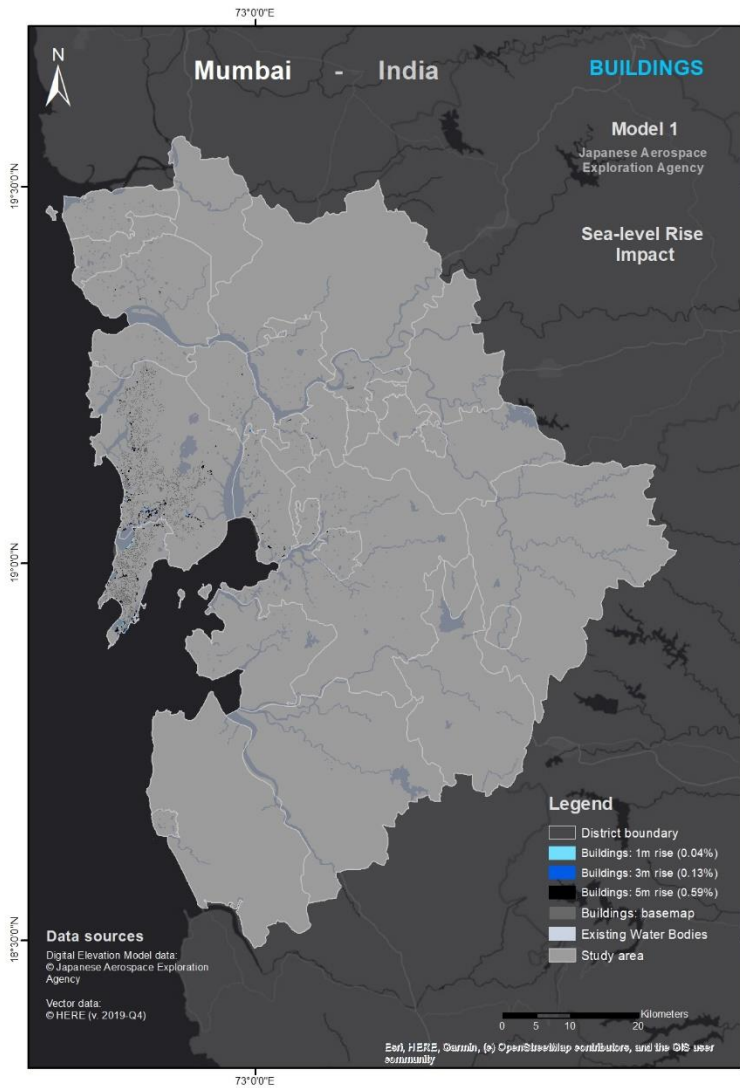 73°0'0"E
N
Mumbai - India
BUILDINGS
Model 1
Japanese Aerospace
Exploration Agency
Sea-level Rise
Impact
19°30'0"N
19°0'0"N
18°30'0"N
Legend
District boundary
Buildings: 1m rise (0.04%)
Buildings: 3m rise (0.13%)
Buildings: 5m rise (0.59%)
Buildings: basemap
Existing Water Bodies
Study area
Data sources
Digital Elevation Model data:
© Japanese Aerospace Exploration
Agency
Vector data:
© HERE (v. 2019-Q4)
Kilometers
0 5 10 20
Esri, HERE, Garmin, (c) OpenStreetMap contributors, and the GIS user
community
73°0'0"E